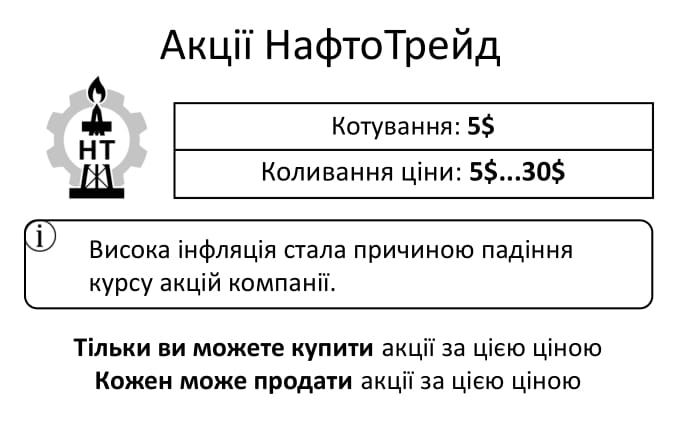 Акції НафтоТрейд
НТ
Котування: 5$
Коливання ціни: 5$...30$
i
Висока інфляція стала причиною падіння
курсу акцій компанії.
Тільки ви можете купити акції за цією ціною
Кожен може продати акції за цією ціною